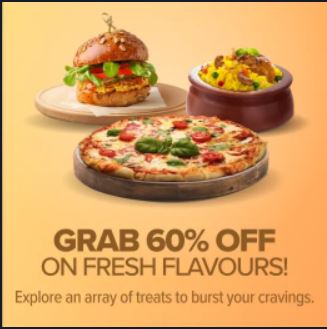 GRAB 60% OFF
ON FRESH FLAVOURS!
Explore an array of treats to burst your cravings.